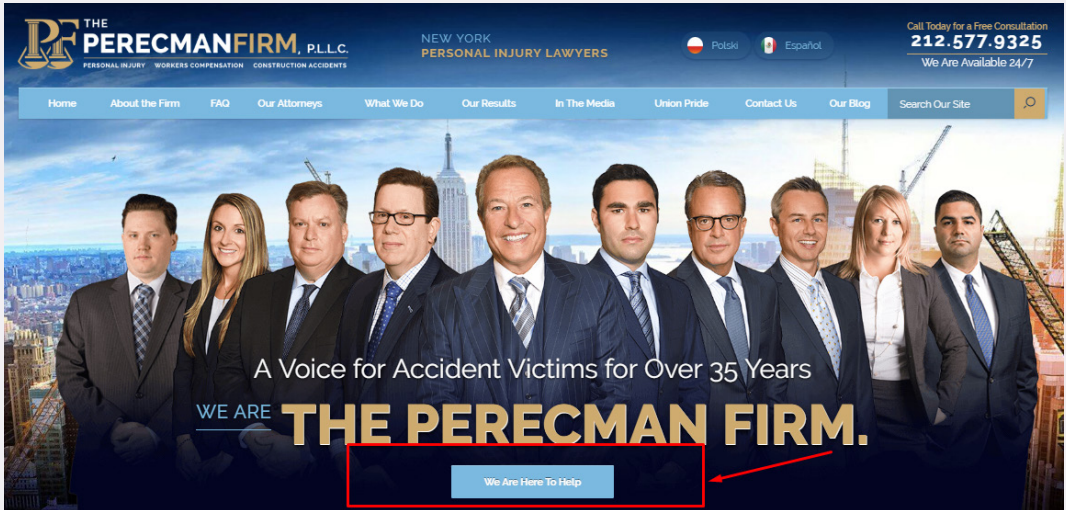 THE
PERECMANFIRM, P.L.L.C.
PERSONAL INJURY WORKERS COMPENSATION CONSTRUCTION ACCIDENTS
NEW YORK
PERSONAL INJURY LAWYERS
Polski Español
Call Today for a Free Consultation
212.577.9325
We Are Available 24/7
Home About the Firm FAQ Our Attorneys What We Do Our Results In The Media Union Pride Contact Us Our Blog Search Our Site
A Voice for Accident Victims for Over 35 Years
WE ARE THE PERECMAN FIRM.
We Are Here To Help